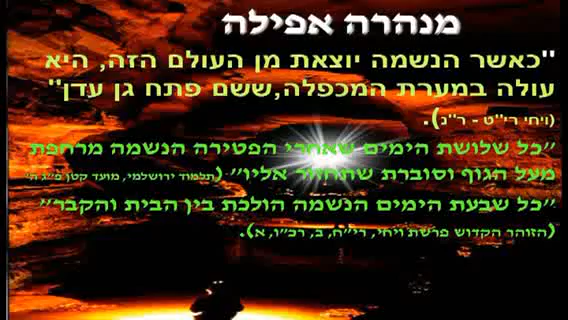 מנהרה אפילה
"כאשר הנשמה יוצאת מן העולם הזה, היא
עולה במערת המכפלה,ששם פתח גן עדן"
(ויחי רי"ט - ר"נ).
"כל שלושת הימים שאחרי הפטירה הנשמה מרחפת
מעל הגוף וסוברת שתחזור אליו" (תלמוד ירושלמי, מועד קטן פ"ג ה'
"כל שבעת הימים הנשמה הולכת בין הבית והקבר"
(הזוהר הקדוש פרשת ויחי, רי"ח, ב, רכ"ו, א).